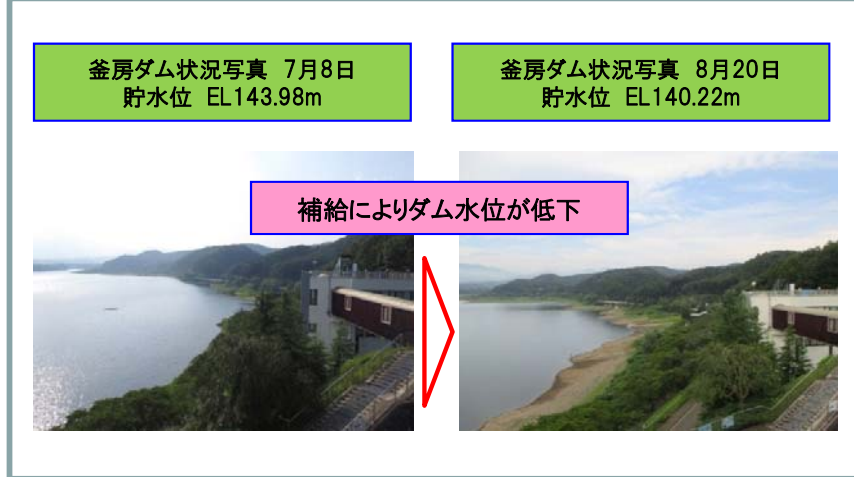 釜房ダム状況写真　7月8日
貯水位　EL143.98m
釜房ダム状況写真　8月20日
貯水位　EL140.22m
補給によりダム水位が低下